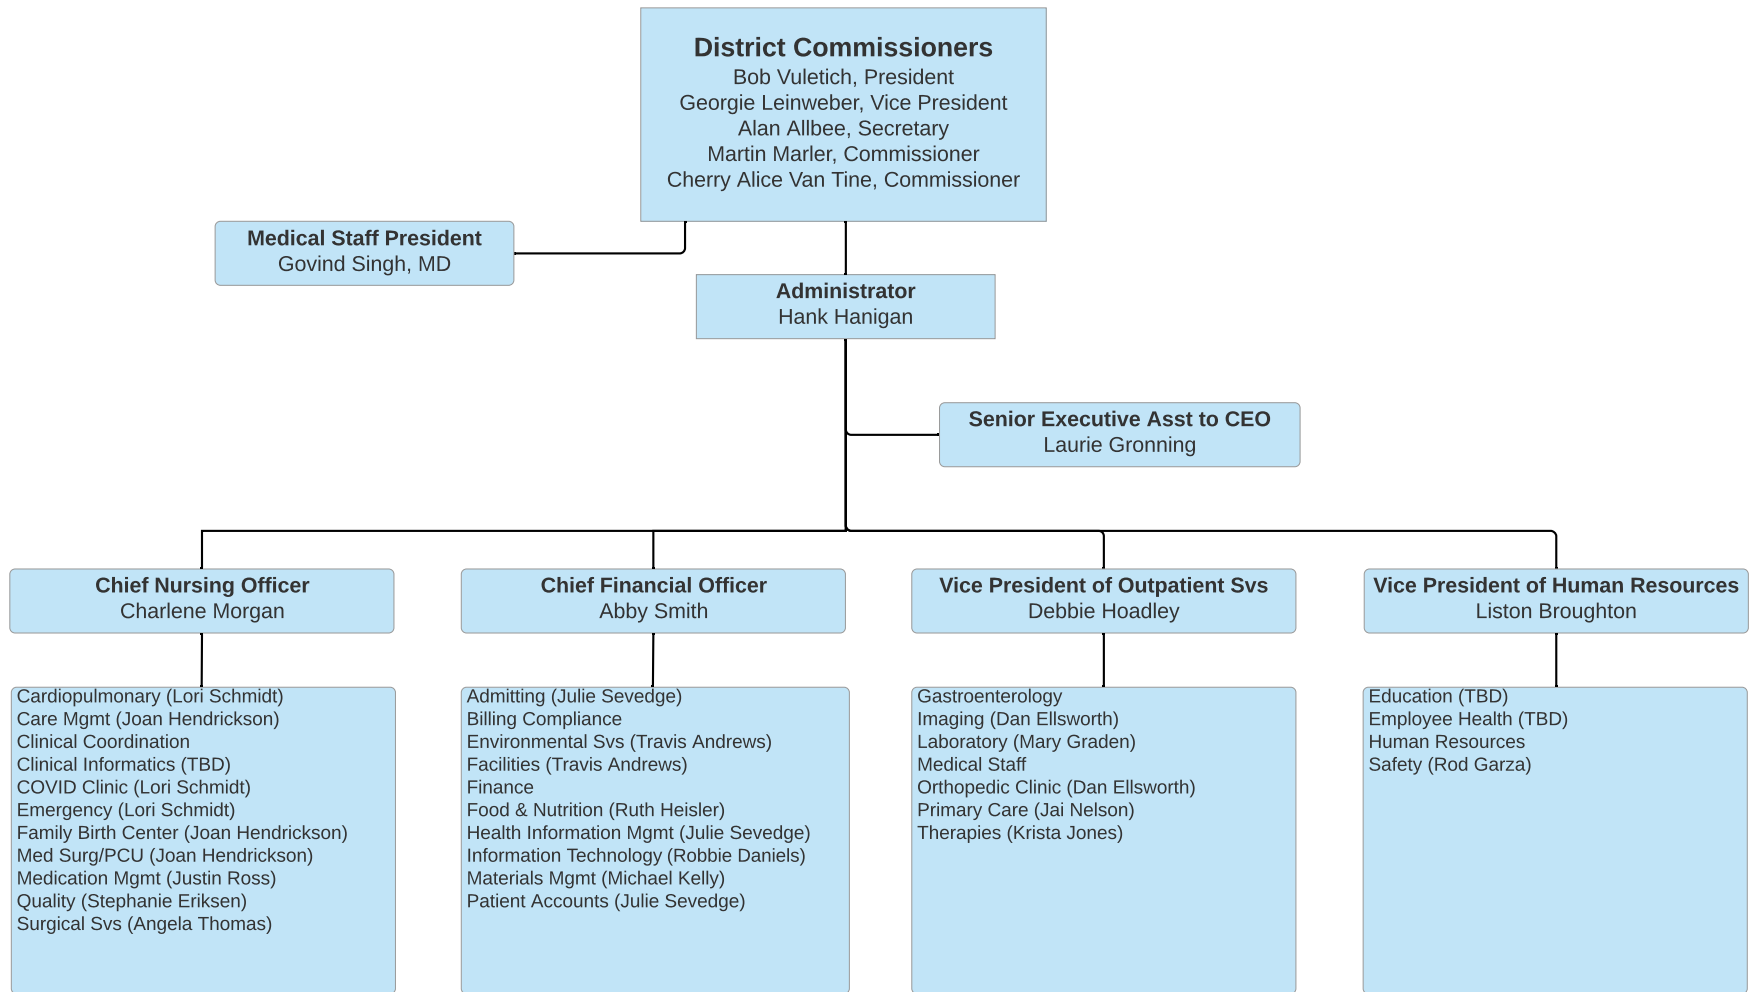 District Commissioners
Bob Vuletich, President
Georgie Leinweber, Vice President
Alan Allbee, Secretary
Martin Marler, Commissioner
Cherry Alice Van Tine, Commissioner
Medical Staff President
Govind Singh, MD
Administrator
Hank Hanigan
Senior Executive Asst to CEO
Laurie Gronning
Chief Nursing Officer
Charlene Morgan
Chief Financial Officer
Abby Smith
Vice President of Outpatient Svs
Debbie Hoadley
Vice President of Human Resources
Liston Broughton
Cardiopulmonary (Lori Schmidt)
Care Mgmt (Joan Hendrickson)
Clinical Coordination
Clinical Informatics (TBD)
COVID Clinic (Lori Schmidt)
Emergency (Lori Schmidt)
Family Birth Center (Joan Hendrickson)
Med Surg/PCU (Joan Hendrickson)
Medication Mgmt (Justin Ross)
Quality (Stephanie Eriksen)
Surgical Svs (Angela Thomas)
Admitting (Julie Sevedge)
Billing Compliance
Environmental Svs (Travis Andrews)
Facilities (Travis Andrews)
Finance
Food & Nutrition (Ruth Heisler)
Health Information Mgmt (Julie Sevedge)
Information Technology (Robbie Daniels)
Materials Mgmt (Michael Kelly)
Patient Accounts (Julie Sevedge)
Gastroenterology
Imaging (Dan Ellsworth)
Laboratory (Mary Graden)
Medical Staff
Orthopedic Clinic (Dan Ellsworth)
Primary Care (Jai Nelson)
Therapies (Krista Jones)
Education (TBD)
Employee Health (TBD)
Human Resources
Safety (Rod Garza)